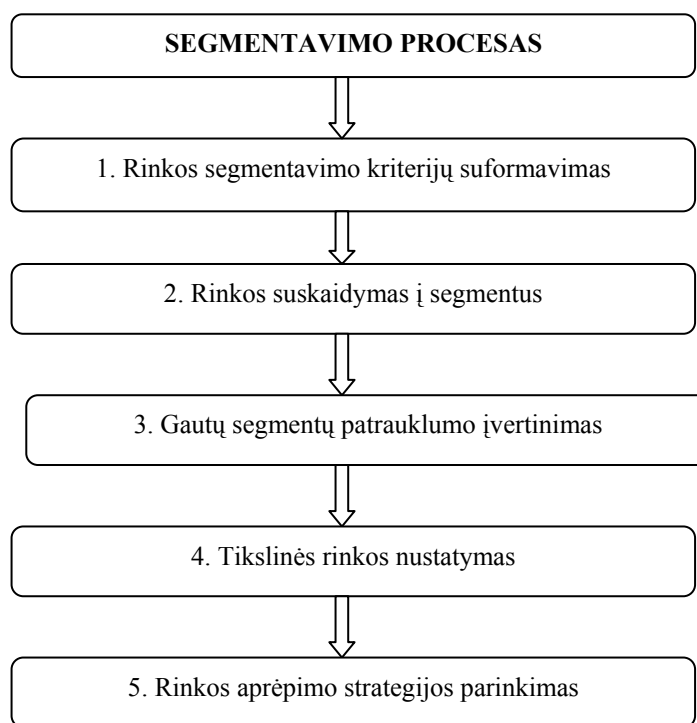 SEGMENTAVIMO PROCESAS
1. Rinkos segmentavimo kriterijų suformavimas
2. Rinkos suskaidymas į segmentus
3. Gautų segmentų patrauklumo įvertinimas
4. Tikslinės rinkos nustatymas
5. Rinkos aprėpimo strategijos parinkimas